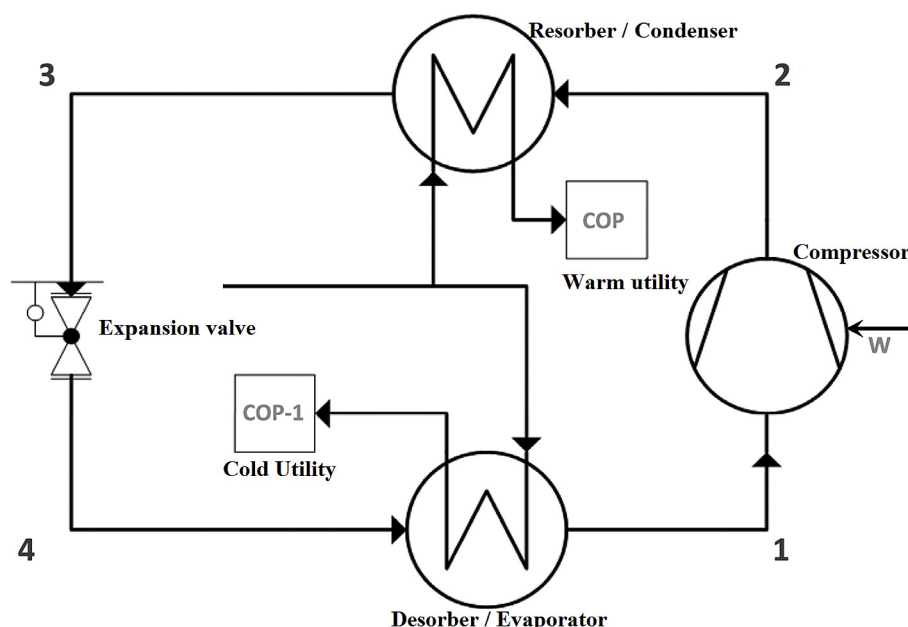 Resorber / Condenser
3
2
COP
Compressor
Warm utility
Expansion valve
W
COP-1
Cold Utility
4
1
Desorber / Evaporator